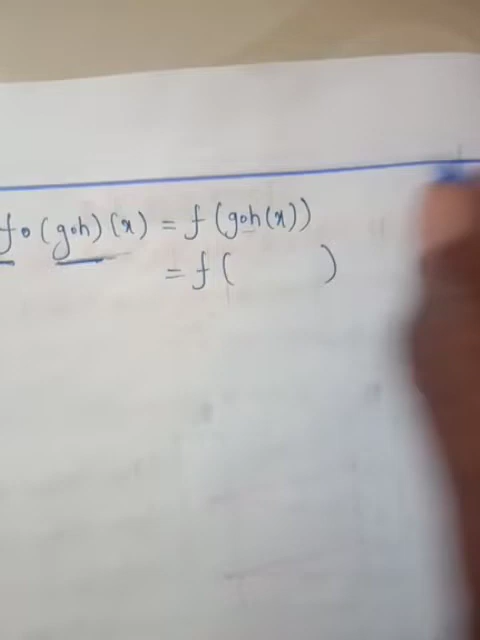 fo(goh)(x) = f(goh(x))
= f( )